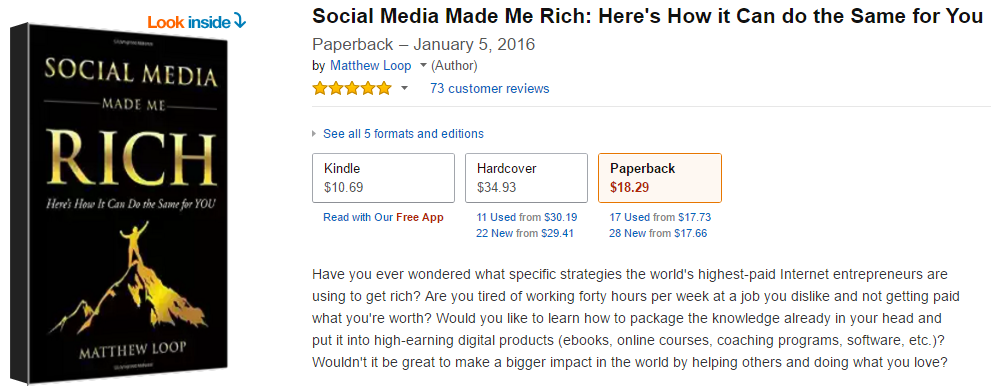 Look inside
SOCIAL MEDIA
MADE ME
RICH
Here's How It Can Do the Same for YOU
MATTHEW LOOP
Social Media Made Me Rich: Here's How it Can do the Same for You
Paperback – January 5, 2016
by Matthew Loop (Author)
73 customer reviews
See all 5 formats and editions
Kindle
$10.69
Hardcover
$34.93
Paperback
$18.29
Read with Our Free App
11 Used from $30.19
22 New from $29.41
17 Used from $17.73
28 New from $17.66
Have you ever wondered what specific strategies the world's highest-paid Internet entrepreneurs are
using to get rich? Are you tired of working forty hours per week at a job you dislike and not getting paid
what you're worth? Would you like to learn how to package the knowledge already in your head and
put it into high-earning digital products (ebooks, online courses, coaching programs, software, etc.)?
Wouldn't it be great to make a bigger impact in the world by helping others and doing what you love?